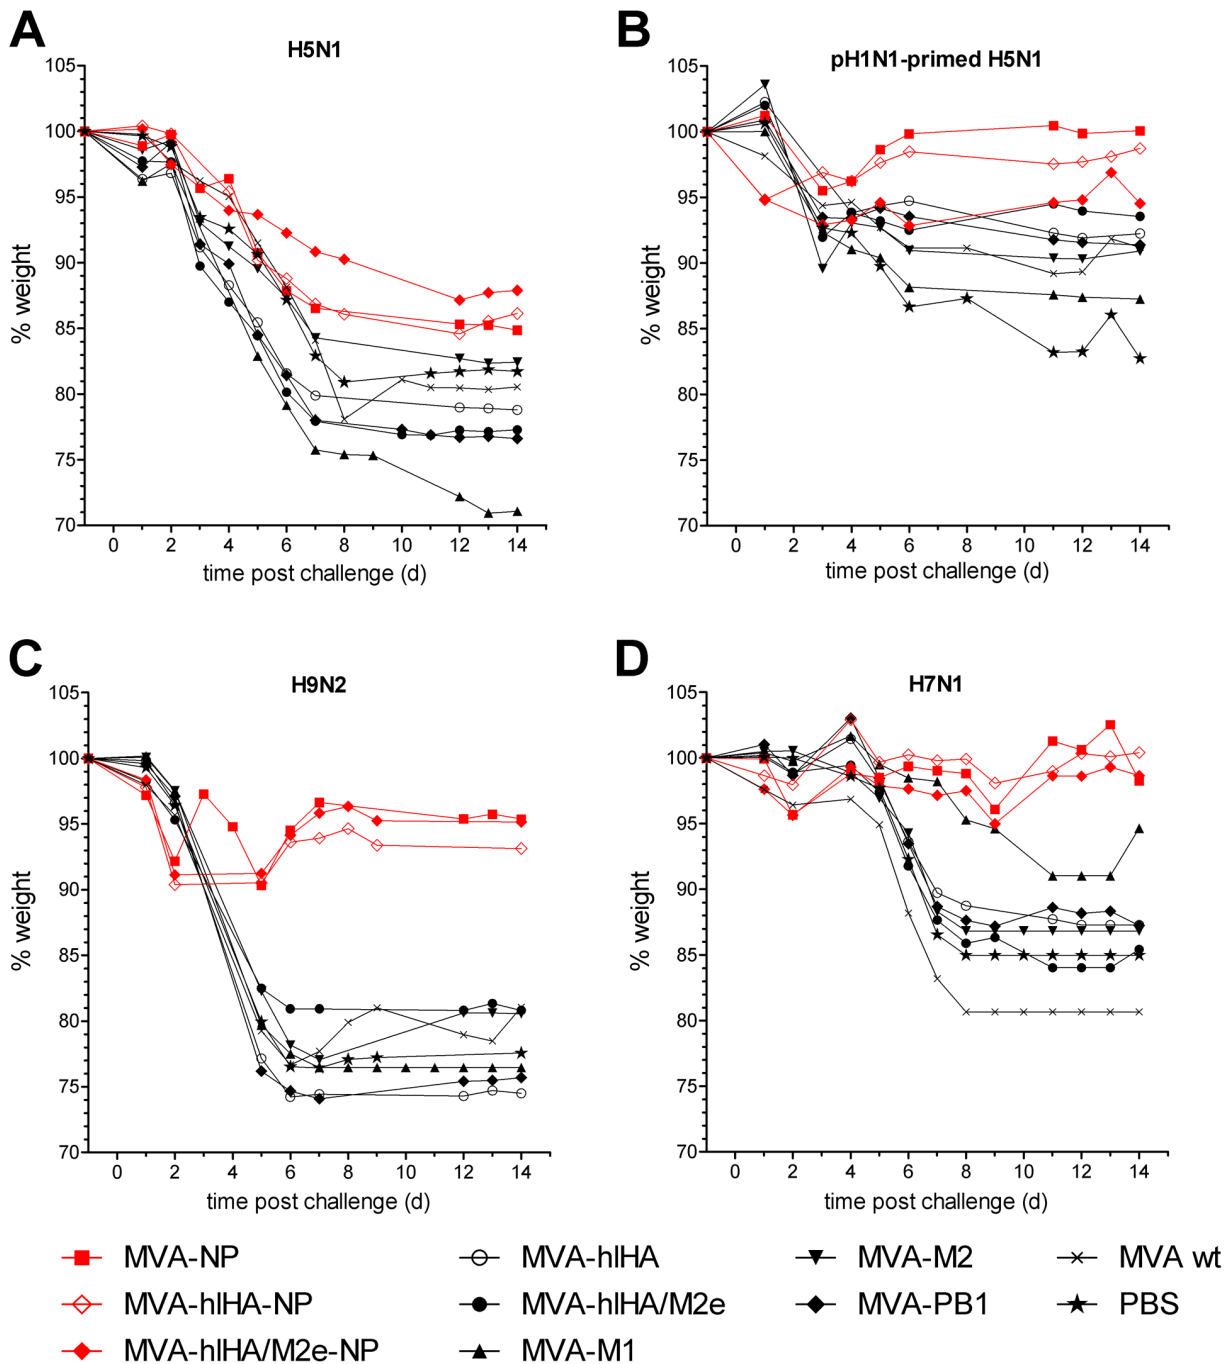 A
H5N1
105
100
95
90
85
80
75
70
% weight
0 2 4 6 8 10 12 14
time post challenge (d)
B
pH1N1-primed H5N1
105
100
95
90
85
80
75
70
% weight
0 2 4 6 8 10 12 14
time post challenge (d)
C
H9N2
105
100
95
90
85
80
75
70
% weight
0 2 4 6 8 10 12 14
time post challenge (d)
D
H7N1
105
100
95
90
85
80
75
70
% weight
0 2 4 6 8 10 12 14
time post challenge (d)
MVA-NP
MVA-hlHA
MVA-M2
MVA wt
MVA-hlHA-NP
MVA-hlHA/M2e
MVA-PB1
PBS
MVA-hlHA/M2e-NP
MVA-M1